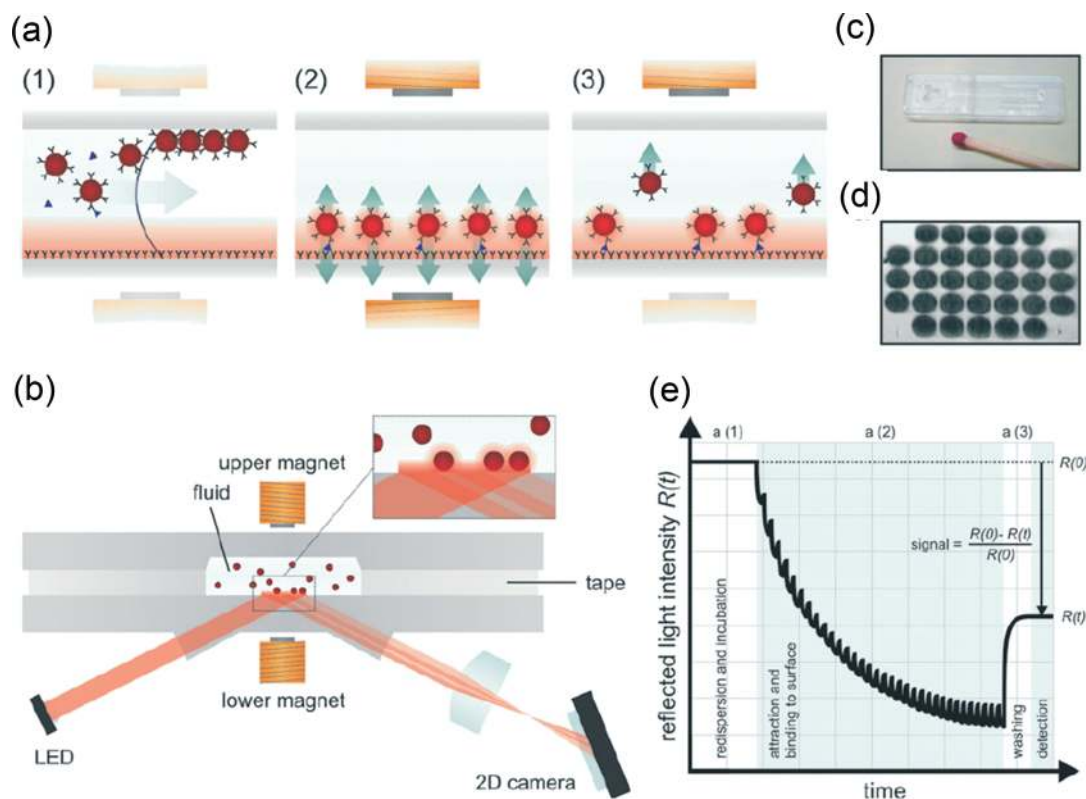 (a)
(1)
(2)
(3)
(c)
(d)
(b)
upper magnet
fluid
tape
lower magnet
LED
2D camera
(e)
a (1)
a (2)
a (3)
R(0)
signal = R(0)- R(t)
R(0)
R(t)
redispersion and incubation
attraction and
binding to surface
washing
detection
reflected light intensity R(t)
time